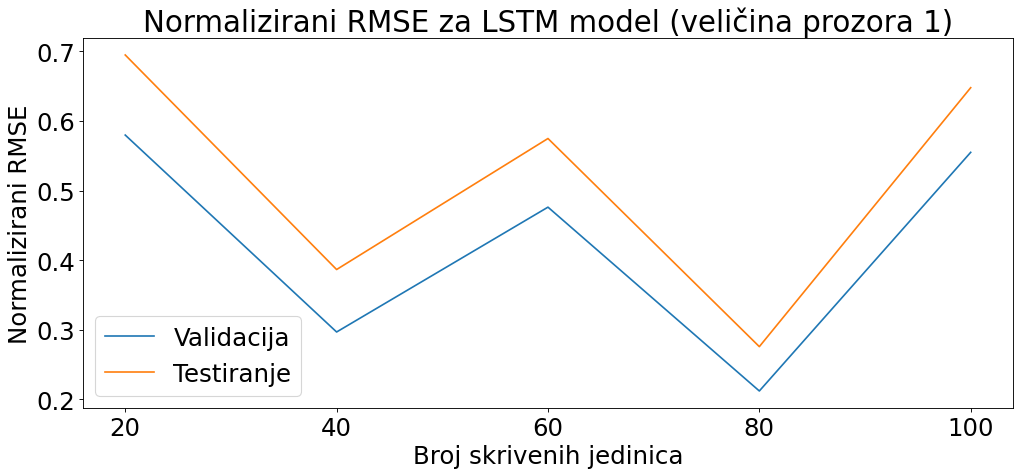 Normalizirani RMSE za LSTM model (veličina prozora 1)
Normalizirani RMSE
0.7
0.6
0.5
0.4
0.3
0.2
Validacija
Testiranje
20 40 60 80 100
Broj skrivenih jedinica